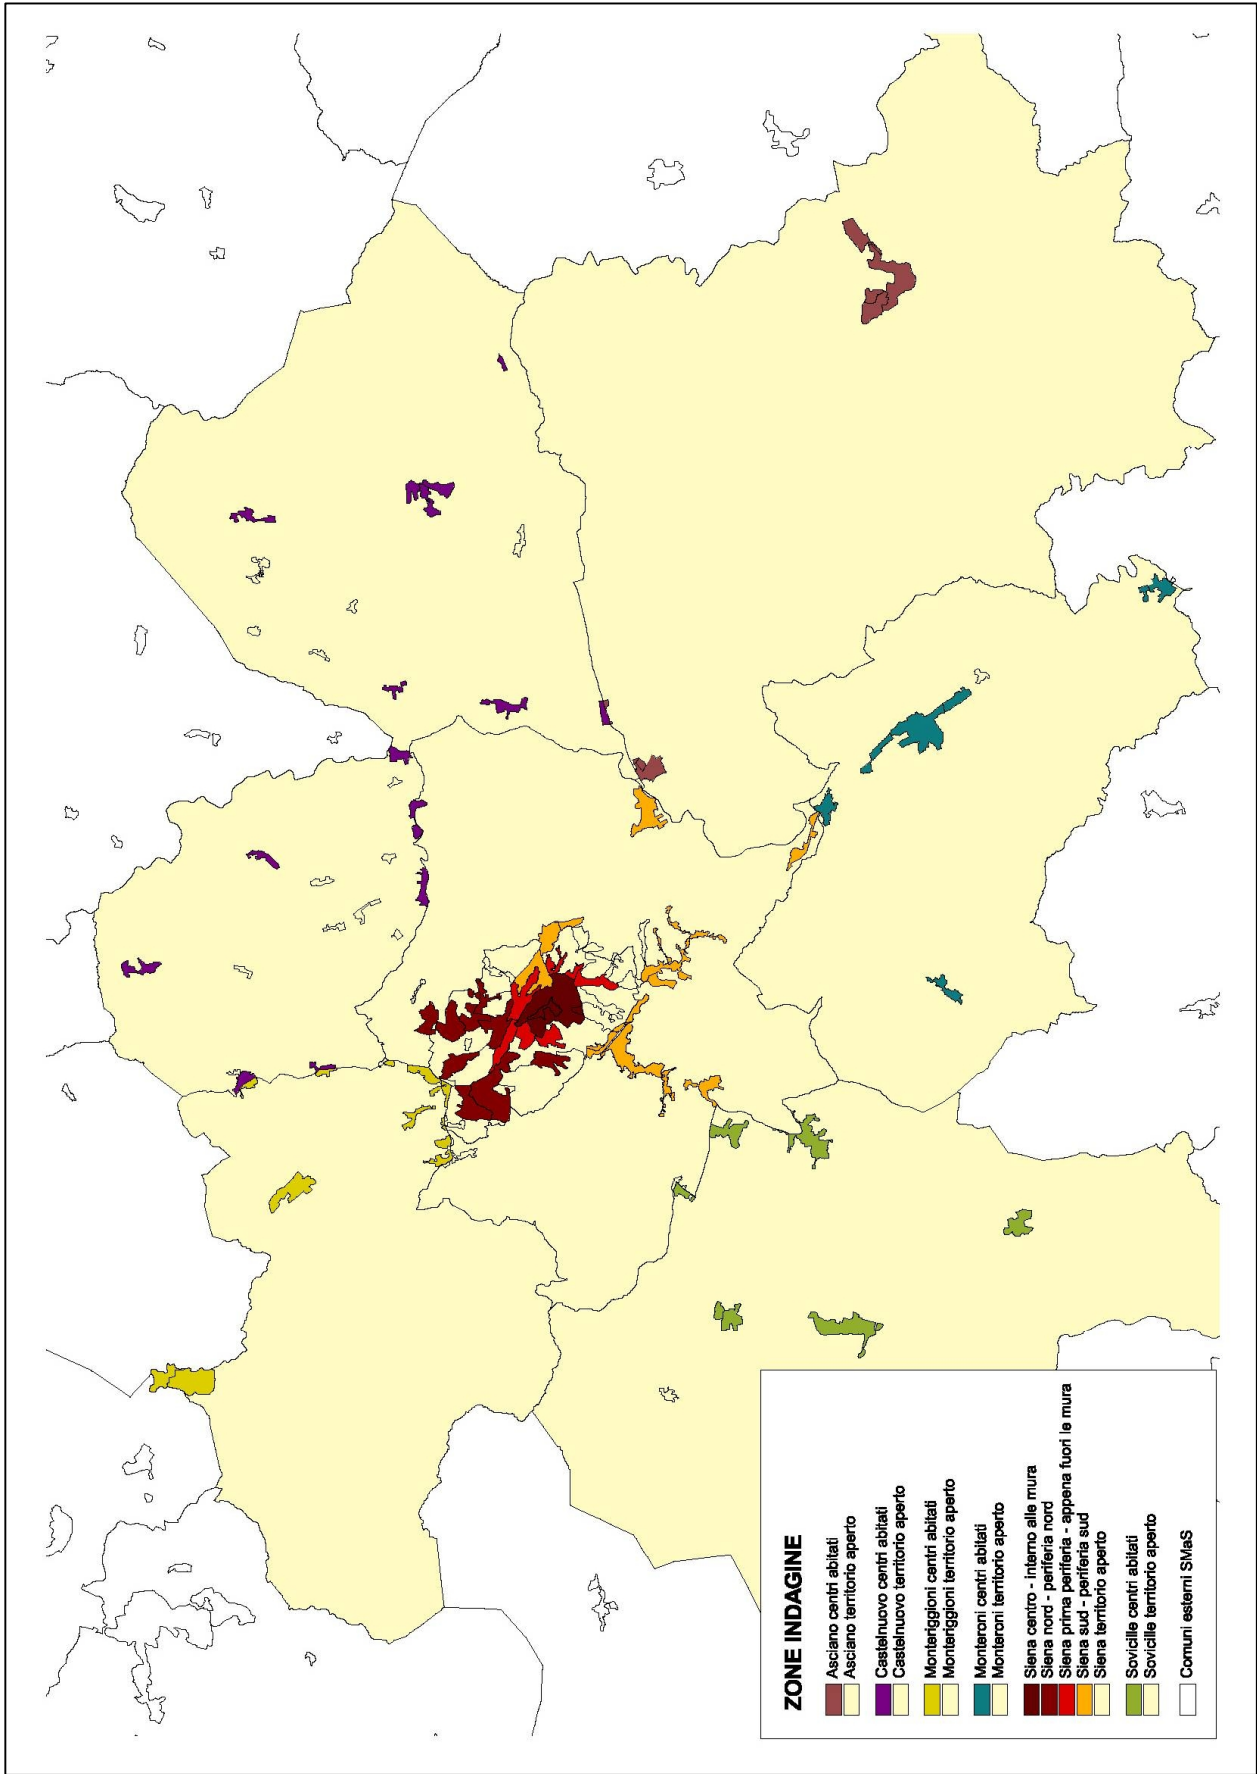 ZONE INDAGINE
Asciano centri abitati
Asciano territorio aperto
Castelnuovo centri abitati
Castelnuovo territorio aperto
Monteriggioni centri abitati
Monteriggioni territorio aperto
Monteroni centri abitati
Monteroni territorio aperto
Siena centro - interno alle mura
Siena nord - periferia nord
Siena prima periferia - appena fuori le mura
Siena sud - periferia sud
Siena territorio aperto
Sovicille centri abitati
Sovicille territorio aperto
Comuni esterni SMaS